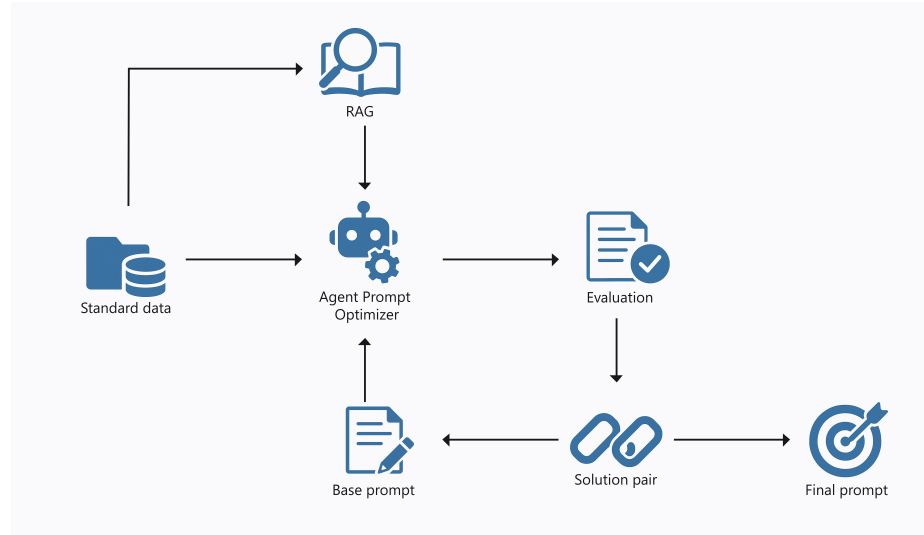 RAG
Standard data
Agent Prompt
Optimizer
Evaluation
Base prompt
Solution pair
Final prompt